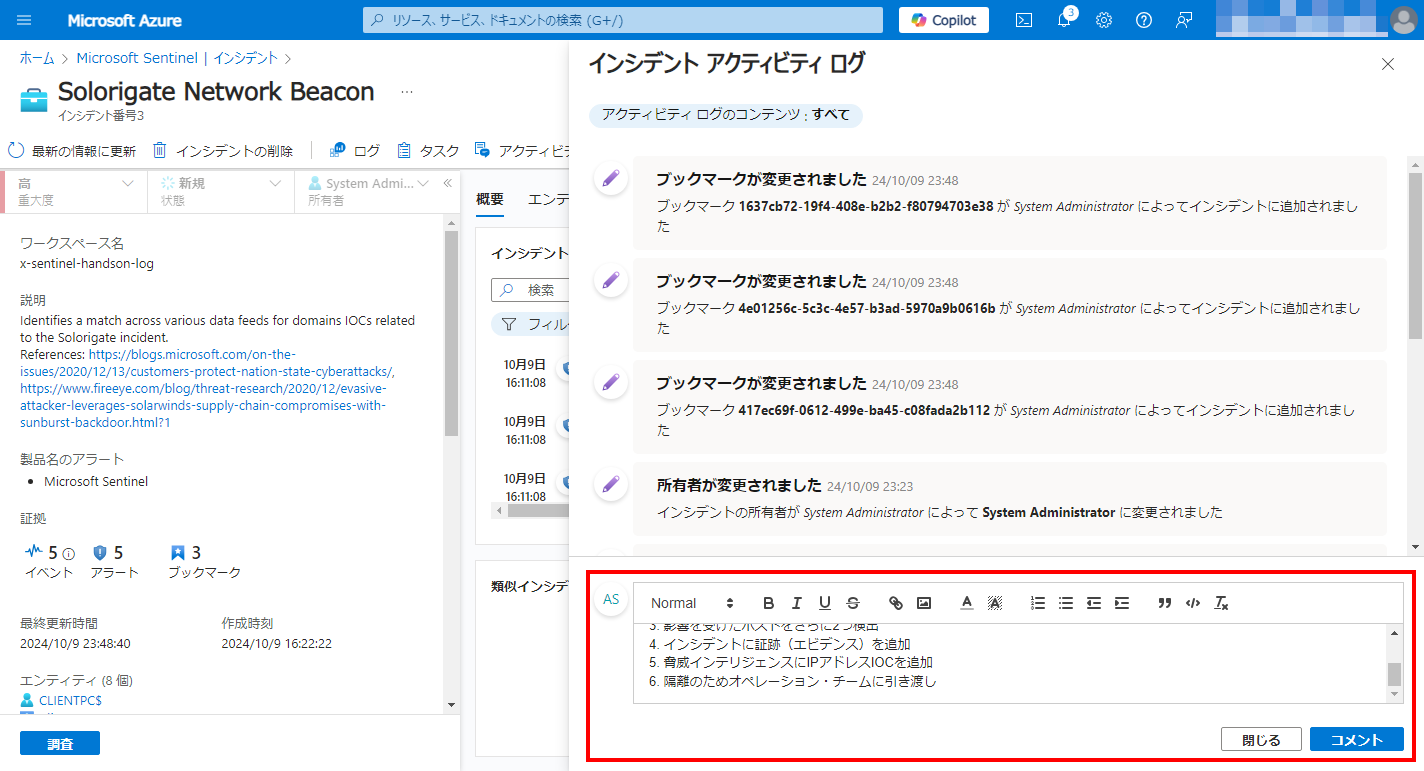 Microsoft Azure
リソース、サービス、ドキュメントの検索 (G+/)
Copilot
3
ホーム > Microsoft Sentinel | インシデント >
Solorigate Network Beacon ...
インシデント番号3
最新の情報に更新 インシデントの削除 ログ タスク アクティビ
高
重大度
新規
状態
System Admi...
所有者
«
ワークスペース名
x-sentinel-handson-log
説明
Identifies a match across various data feeds for domains IOCs related
to the Solorigate incident.
References: https://blogs.microsoft.com/on-the-
issues/2020/12/13/customers-protect-nation-state-cyberattacks/,
https://www.fireeye.com/blog/threat-research/2020/12/evasive-
attacker-leverages-solarwinds-supply-chain-compromises-with-
sunburst-backdoor.html?1
製品名のアラート
• Microsoft Sentinel
証拠
5 5 3
イベント アラート ブックマーク
最終更新時間 作成時刻
2024/10/9 23:48:40 2024/10/9 16:22:22
エンティティ (8 個)
CLIENTPC$
調査
概要 エンテ
インシデント
検索
フィル
10月9日
16:11:08
10月9日
16:11:08
10月9日
16:11:08
類似インシデ
インシデント アクティビティ ログ
アクティビティ ログのコンテンツ : すべて
ブックマークが変更されました 24/10/09 23:48
ブックマーク 1637cb72-19f4-408e-b2b2-f80794703e38 が System Administrator によってインシデントに追加されまし
た
ブックマークが変更されました 24/10/09 23:48
ブックマーク 4e01256c-5c3c-4e57-b3ad-5970a9b0616b が System Administrator によってインシデントに追加されまし
た
ブックマークが変更されました 24/10/09 23:48
ブックマーク 417ec69f-0612-499e-ba45-c08fada2b112 が System Administrator によってインシデントに追加されまし
た
所有者が変更されました 24/10/09 23:23
インシデントの所有者が System Administrator によって System Administrator に変更されました
AS
Normal
3. 影響を受けたホストをさらに2つ検出
4. インシデントに証跡（エビデンス）を追加
5. 脅威インテリジェンスにIPアドレスIOCを追加
6. 隔離のためオペレーション・チームに引き渡し
閉じる コメント